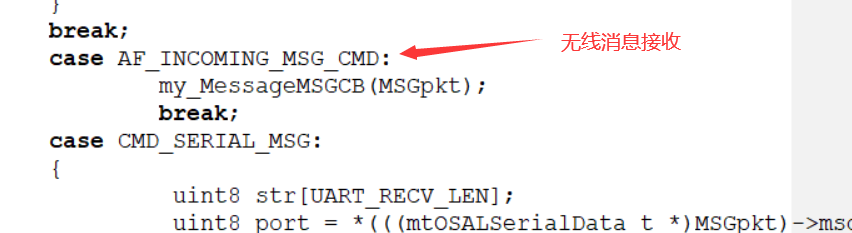 }
break;
case AF_INCOMING_MSG_CMD:
无线消息接收
my_MessageMSGCB(MSGpkt);
break;
case CMD_SERIAL_MSG:
{
uint8 str[UART_RECV_LEN];
uint8 port = *(((mtOSALSerialData_t *)MSGpkt)->msg